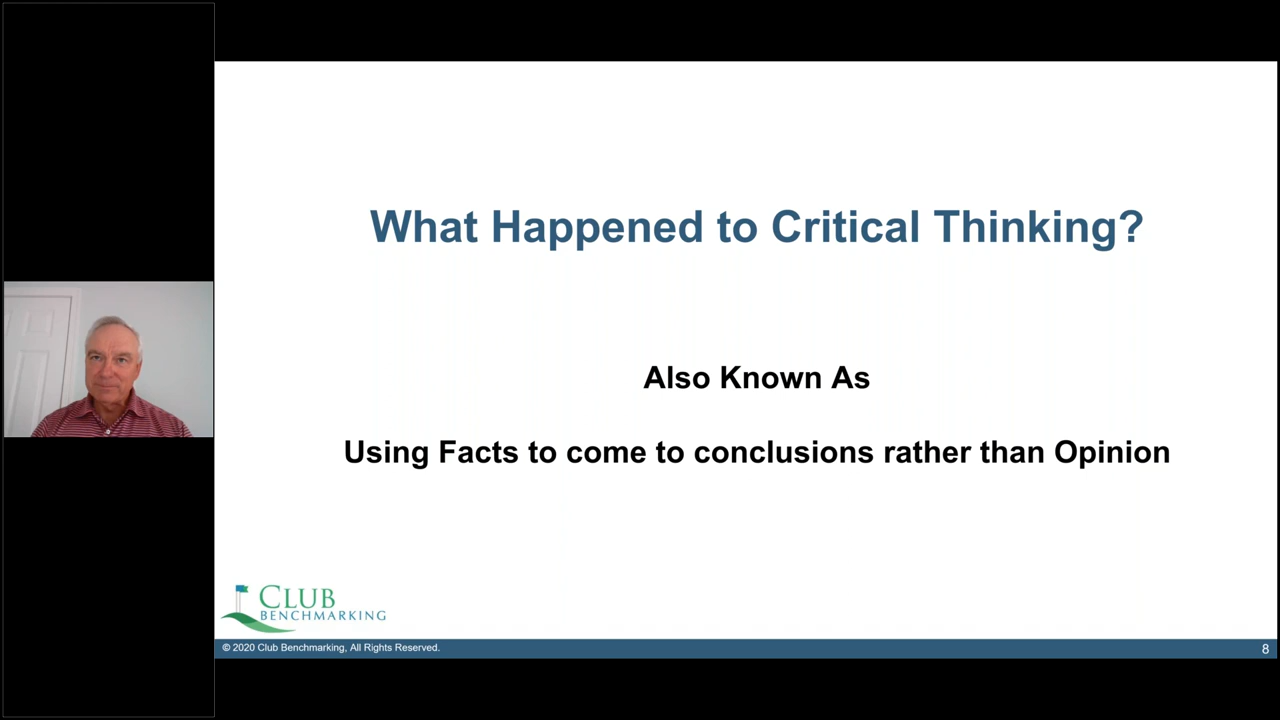 What Happened to Critical Thinking?
Also Known As
Using Facts to come to conclusions rather than Opinion
CLUB
BENCHMARKING
© 2020 Club Benchmarking, All Rights Reserved.
8